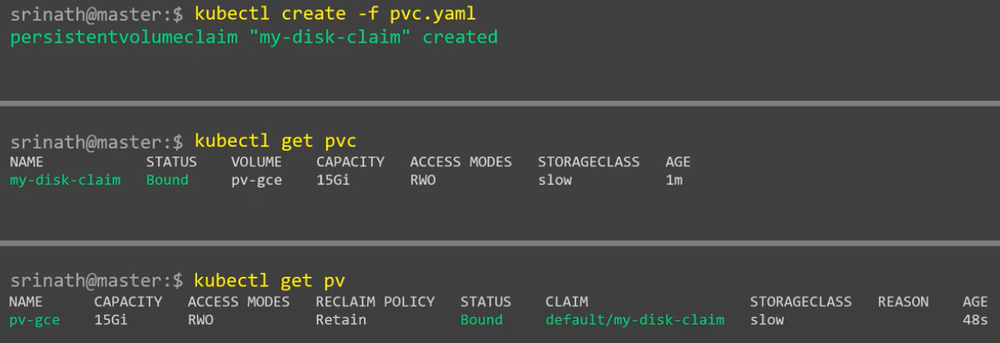 srinath@master:$ kubectl create -f pvc.yaml
persistentvolumeclaim "my-disk-claim" created
srinath@master:$ kubectl get pvc
NAME STATUS VOLUME CAPACITY ACCESS MODES STORAGECLASS AGE
my-disk-claim Bound pv-gce 15Gi RWO slow 1m
srinath@master:$ kubectl get pv
NAME CAPACITY ACCESS MODES RECLAIM POLICY STATUS CLAIM STORAGECLASS REASON AGE
pv-gce 15Gi RWO Retain Bound default/my-disk-claim slow 48s